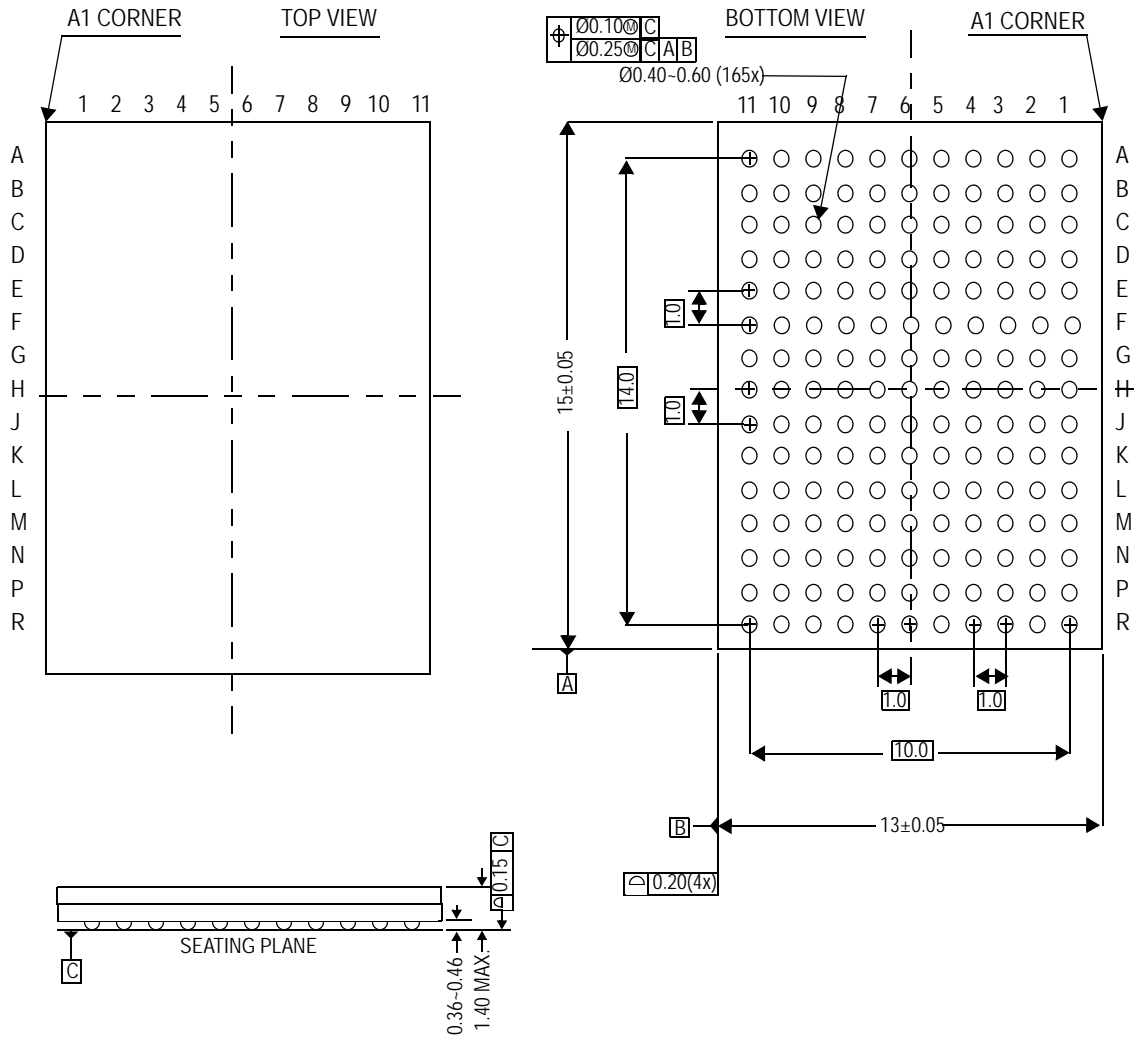 A1 CORNER
TOP VIEW
BOTTOM VIEW
A1 CORNER
Ø0.10Ⓜ C
Ø0.25Ⓜ C A B
Ø0.40~0.60 (165x)
1 2 3 4 5 6 7 8 9 10 11
11 10 9 8 7 6 5 4 3 2 1
A
B
C
D
E
F
G
H
J
K
L
M
N
P
R
A
B
C
D
E
F
G
H
J
K
L
M
N
P
R
1.0
1.0
15±0.05
14.0
A
1.0
1.0
10.0
B
13±0.05
0.20(4x)
0.15 C
SEATING PLANE
C
0.36~0.46
1.40 MAX.